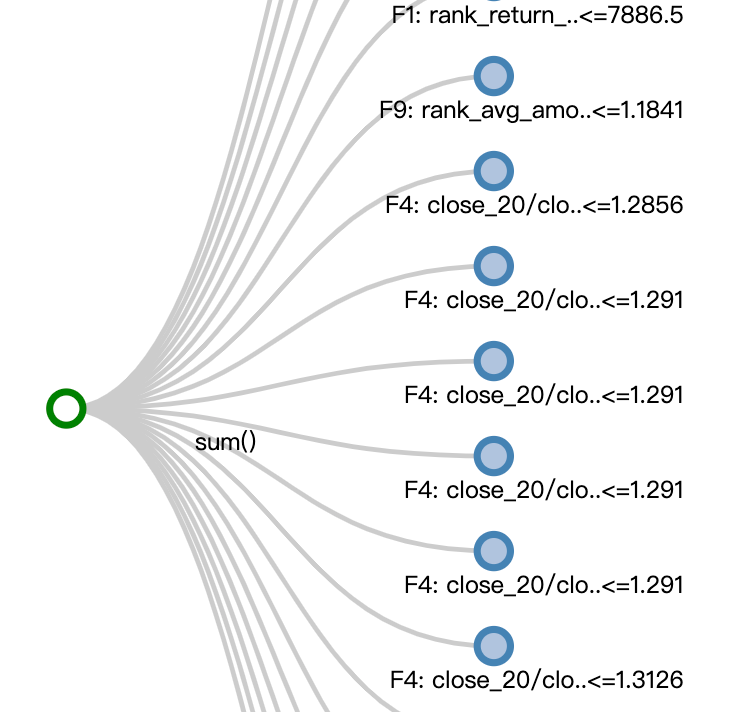 F1: rank_return_..<=7886.5
F9: rank_avg_amo..<=1.1841
F4: close_20/clo..<=1.2856
F4: close_20/clo..<=1.291
F4: close_20/clo..<=1.291
sum()
F4: close_20/clo..<=1.291
F4: close_20/clo..<=1.291
F4: close_20/clo..<=1.3126